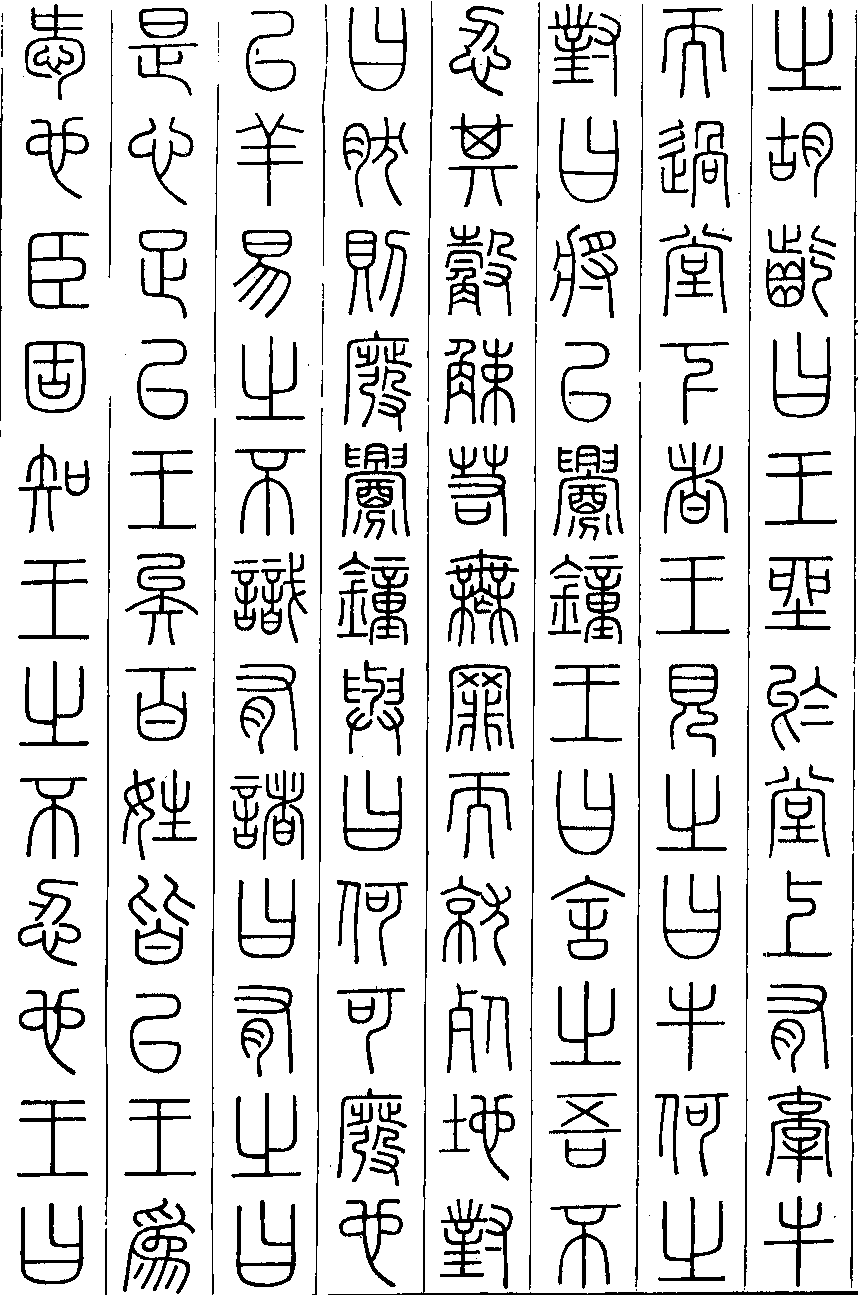 之胡齕曰王坐於堂上有牽牛
而過堂下者王見之曰牛何之
對曰將以釁鐘王曰舍之吾不
忍其觳觫若無罪而就死地對
曰然則廢釁鐘與曰何可廢也
以羊易之不識有諸曰有之曰
是心足以王矣百姓皆以王爲
愛也臣固知王之不忍也王曰